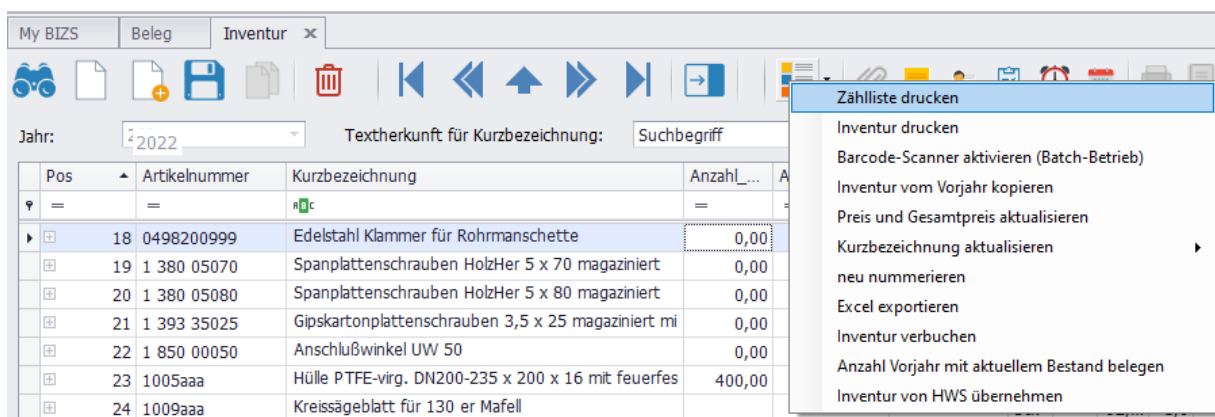 My BIZS Beleg Inventur ×
Zählliste drucken
Inventur drucken
Barcode-Scanner aktivieren (Batch-Betrieb)
Inventur vom Vorjahr kopieren
Preis und Gesamtpreis aktualisieren
Kurzbezeichnung aktualisieren
neu nummerieren
Excel exportieren
Inventur verbuchen
Anzahl Vorjahr mit aktuellem Bestand belegen
Inventur von HWS übernehmen
Jahr: 2022 Textherkunft für Kurzbezeichnung: Suchbegriff
Pos Artikelnummer Kurzbezeichnung Anzahl_... A
= = ABC =
18 0498200999 Edelstahl Klammer für Rohrmanschette 0,00
19 1 380 05070 Spanplattenschrauben HolzHer 5 x 70 magaziniert 0,00
20 1 380 05080 Spanplattenschrauben HolzHer 5 x 80 magaziniert 0,00
21 1 393 35025 Gipskartonplattenschrauben 3,5 x 25 magaziniert mi 0,00
22 1 850 00050 Anschlußwinkel UW 50 0,00
23 1005aaa Hülle PTFE-virg. DN200-235 x 200 x 16 mit feuerfes 400,00
24 1009aaa Kreissägeblatt für 130 er Mafell